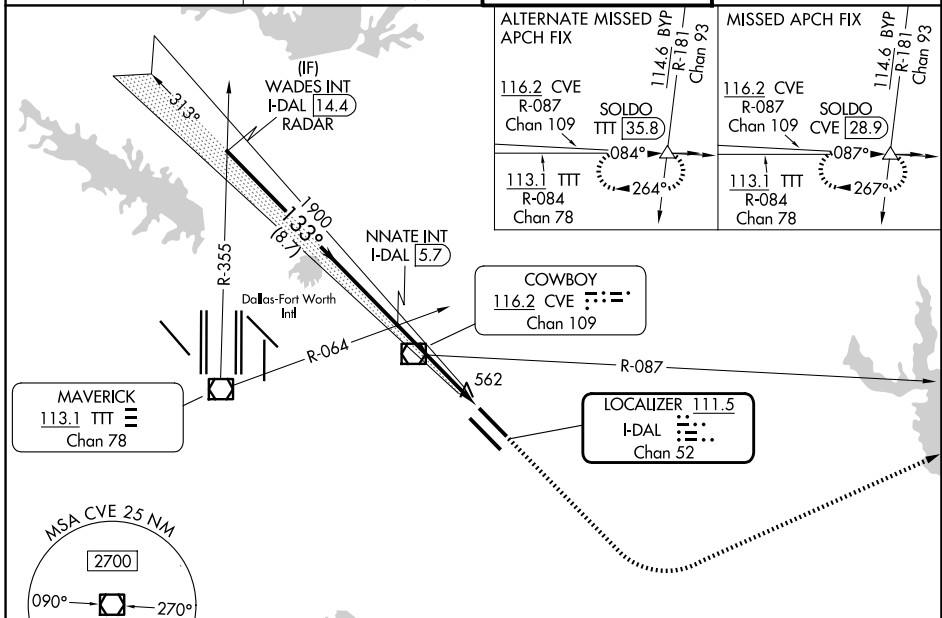 ALTERNATE MISSED
APCH FIX
114.6 BYP
R-181
Chan 93
116.2 CVE
R-087
Chan 109
SOLDO
TTT 35.8
084°
264°
113.1 TTT
R-084
Chan 78
MISSED APCH FIX
114.6 BYP
R-181
Chan 93
116.2 CVE
R-087
Chan 109
SOLDO
CVE 28.9
087°
267°
113.1 TTT
R-084
Chan 78
(IF)
WADES INT
I-DAL 14.4
RADAR
313°
1900
133°
(8.7)
R-355
NNATE INT
I-DAL 5.7
Dallas-Fort Worth
Intl
COWBOY
116.2 CVE
Chan 109
R-064
R-087
562
MAVERICK
113.1 TTT
Chan 78
LOCALIZER 111.5
I-DAL
Chan 52
MSA CVE 25 NM
2700
090°
270°